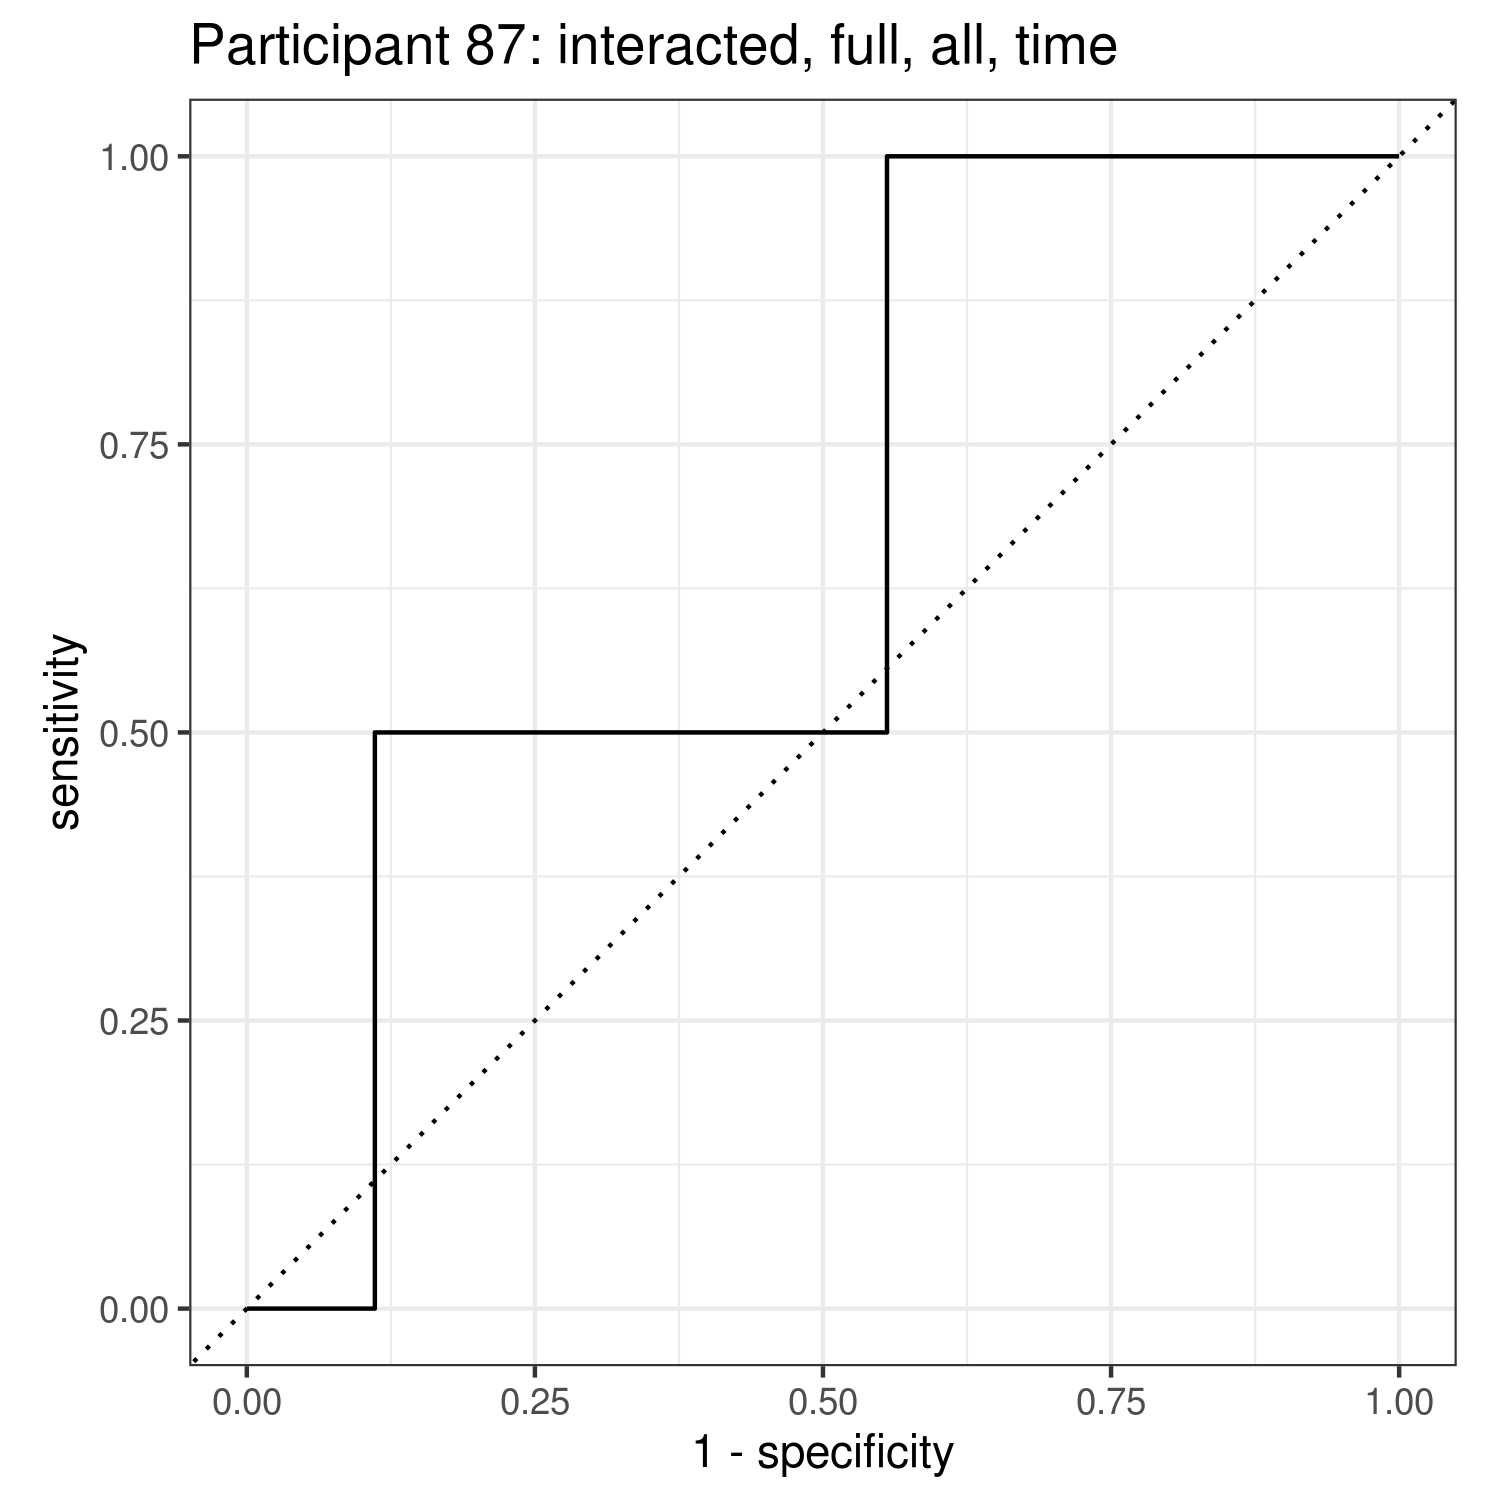 Participant 87: interacted, full, all, time
1.00
0.75
0.50
0.25
0.00
sensitivity
0.00 0.25 0.50 0.75 1.00
1 - specificity